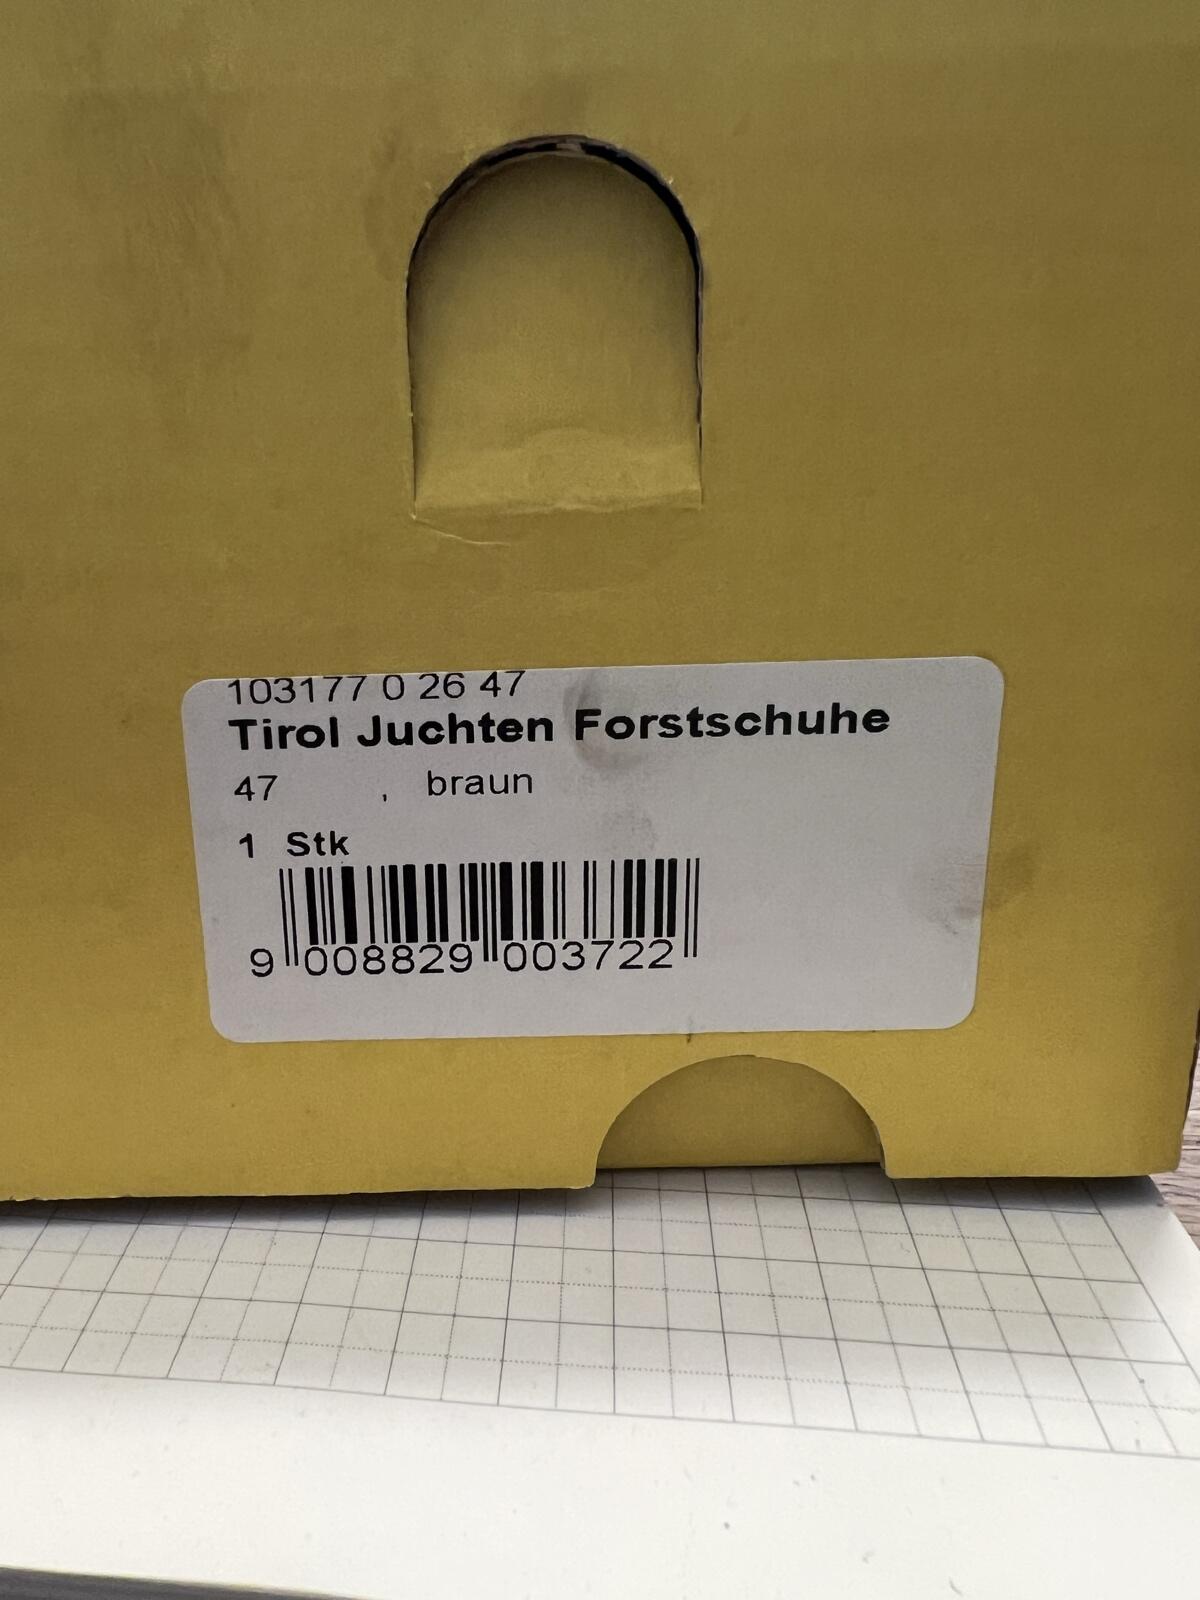 103177 0 26 47
Tirol Juchten Forstschuhe
47 , braun
1 Stk
9 008829 003722